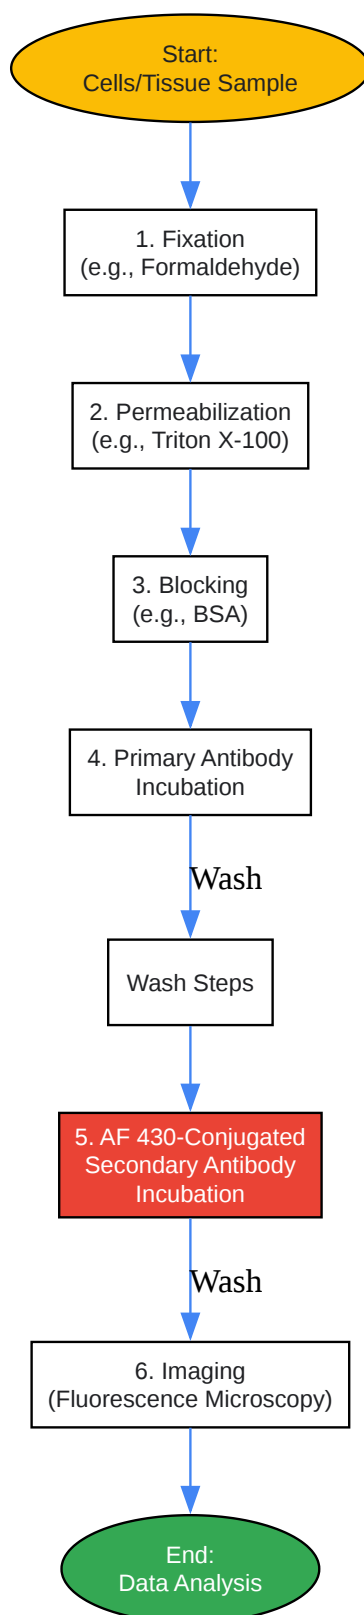 Start:
Cells/Tissue Sample
1. Fixation
(e.g., Formaldehyde)
2. Permeabilization
(e.g., Triton X-100)
3. Blocking
(e.g., BSA)
4. Primary Antibody
Incubation
Wash
Wash Steps
5. AF 430-Conjugated
Secondary Antibody
Incubation
Wash
6. Imaging
(Fluorescence Microscopy)
End:
Data Analysis